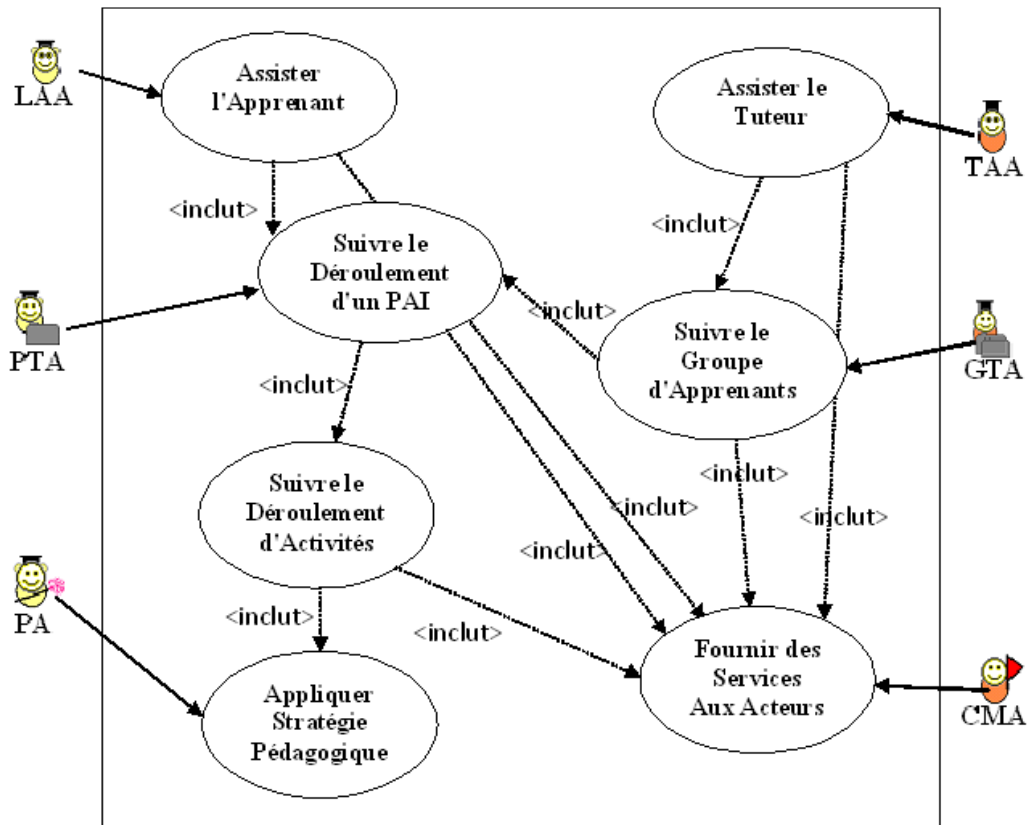 LAA
Assister
l'Apprenant
Assister le
Tuteur
TAA
<inclut>
<inclut>
Suivre le
Déroulement
d'un PAI
<inclut>
PTA
Suivre le
Groupe
d'Apprenants
GTA
<inclut>
Suivre le
Déroulement
d'Activités
<inclut>
<inclut>
<inclut>
<inclut>
PA
<inclut>
<inclut>
Appliquer
Stratégie
Pédagogique
Fournir des
Services
Aux Acteurs
CMA